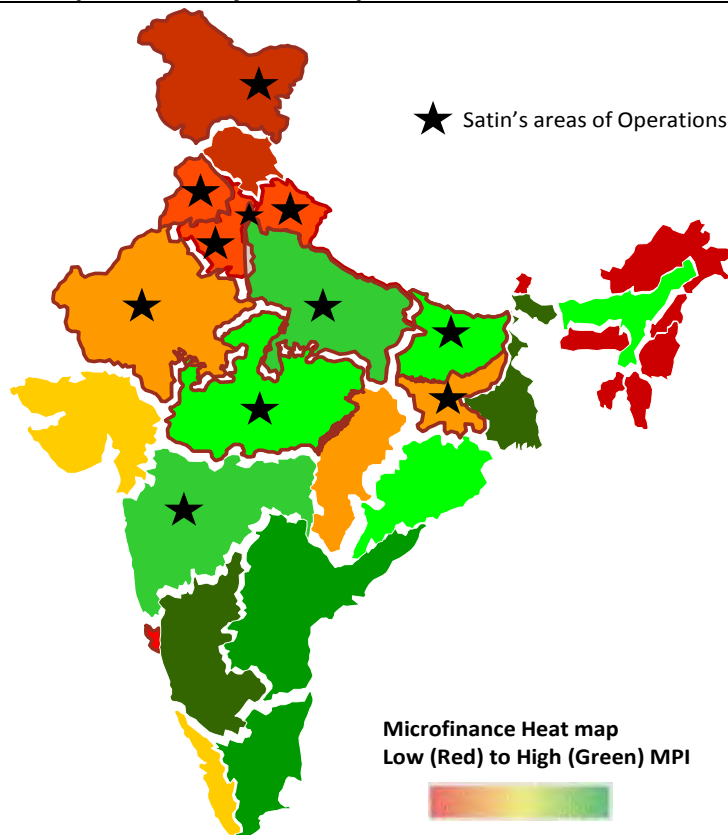 Satin's areas of Operations
Microfinance Heat map
Low (Red) to High (Green) MPI